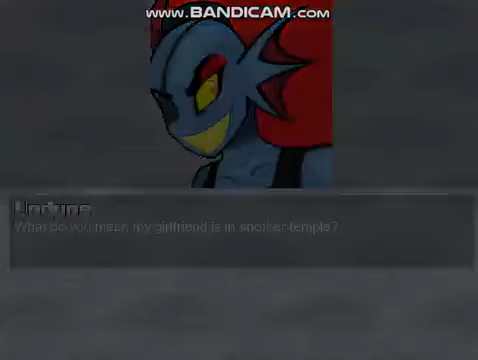 www.BANDICAM.com
Undyne
What do you mean, my girlfriend is in another temple?